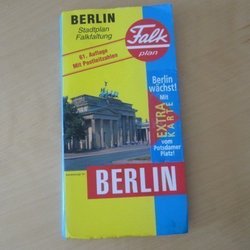 BERLIN
Stadtplan
Falkfaltung
61. Auflage
Mit Postleitzahlen
Falk
plan
Berlin
wächst!
Mit
EXTRA
KARTE
vom
Potsdamer
Platz!
BERLIN